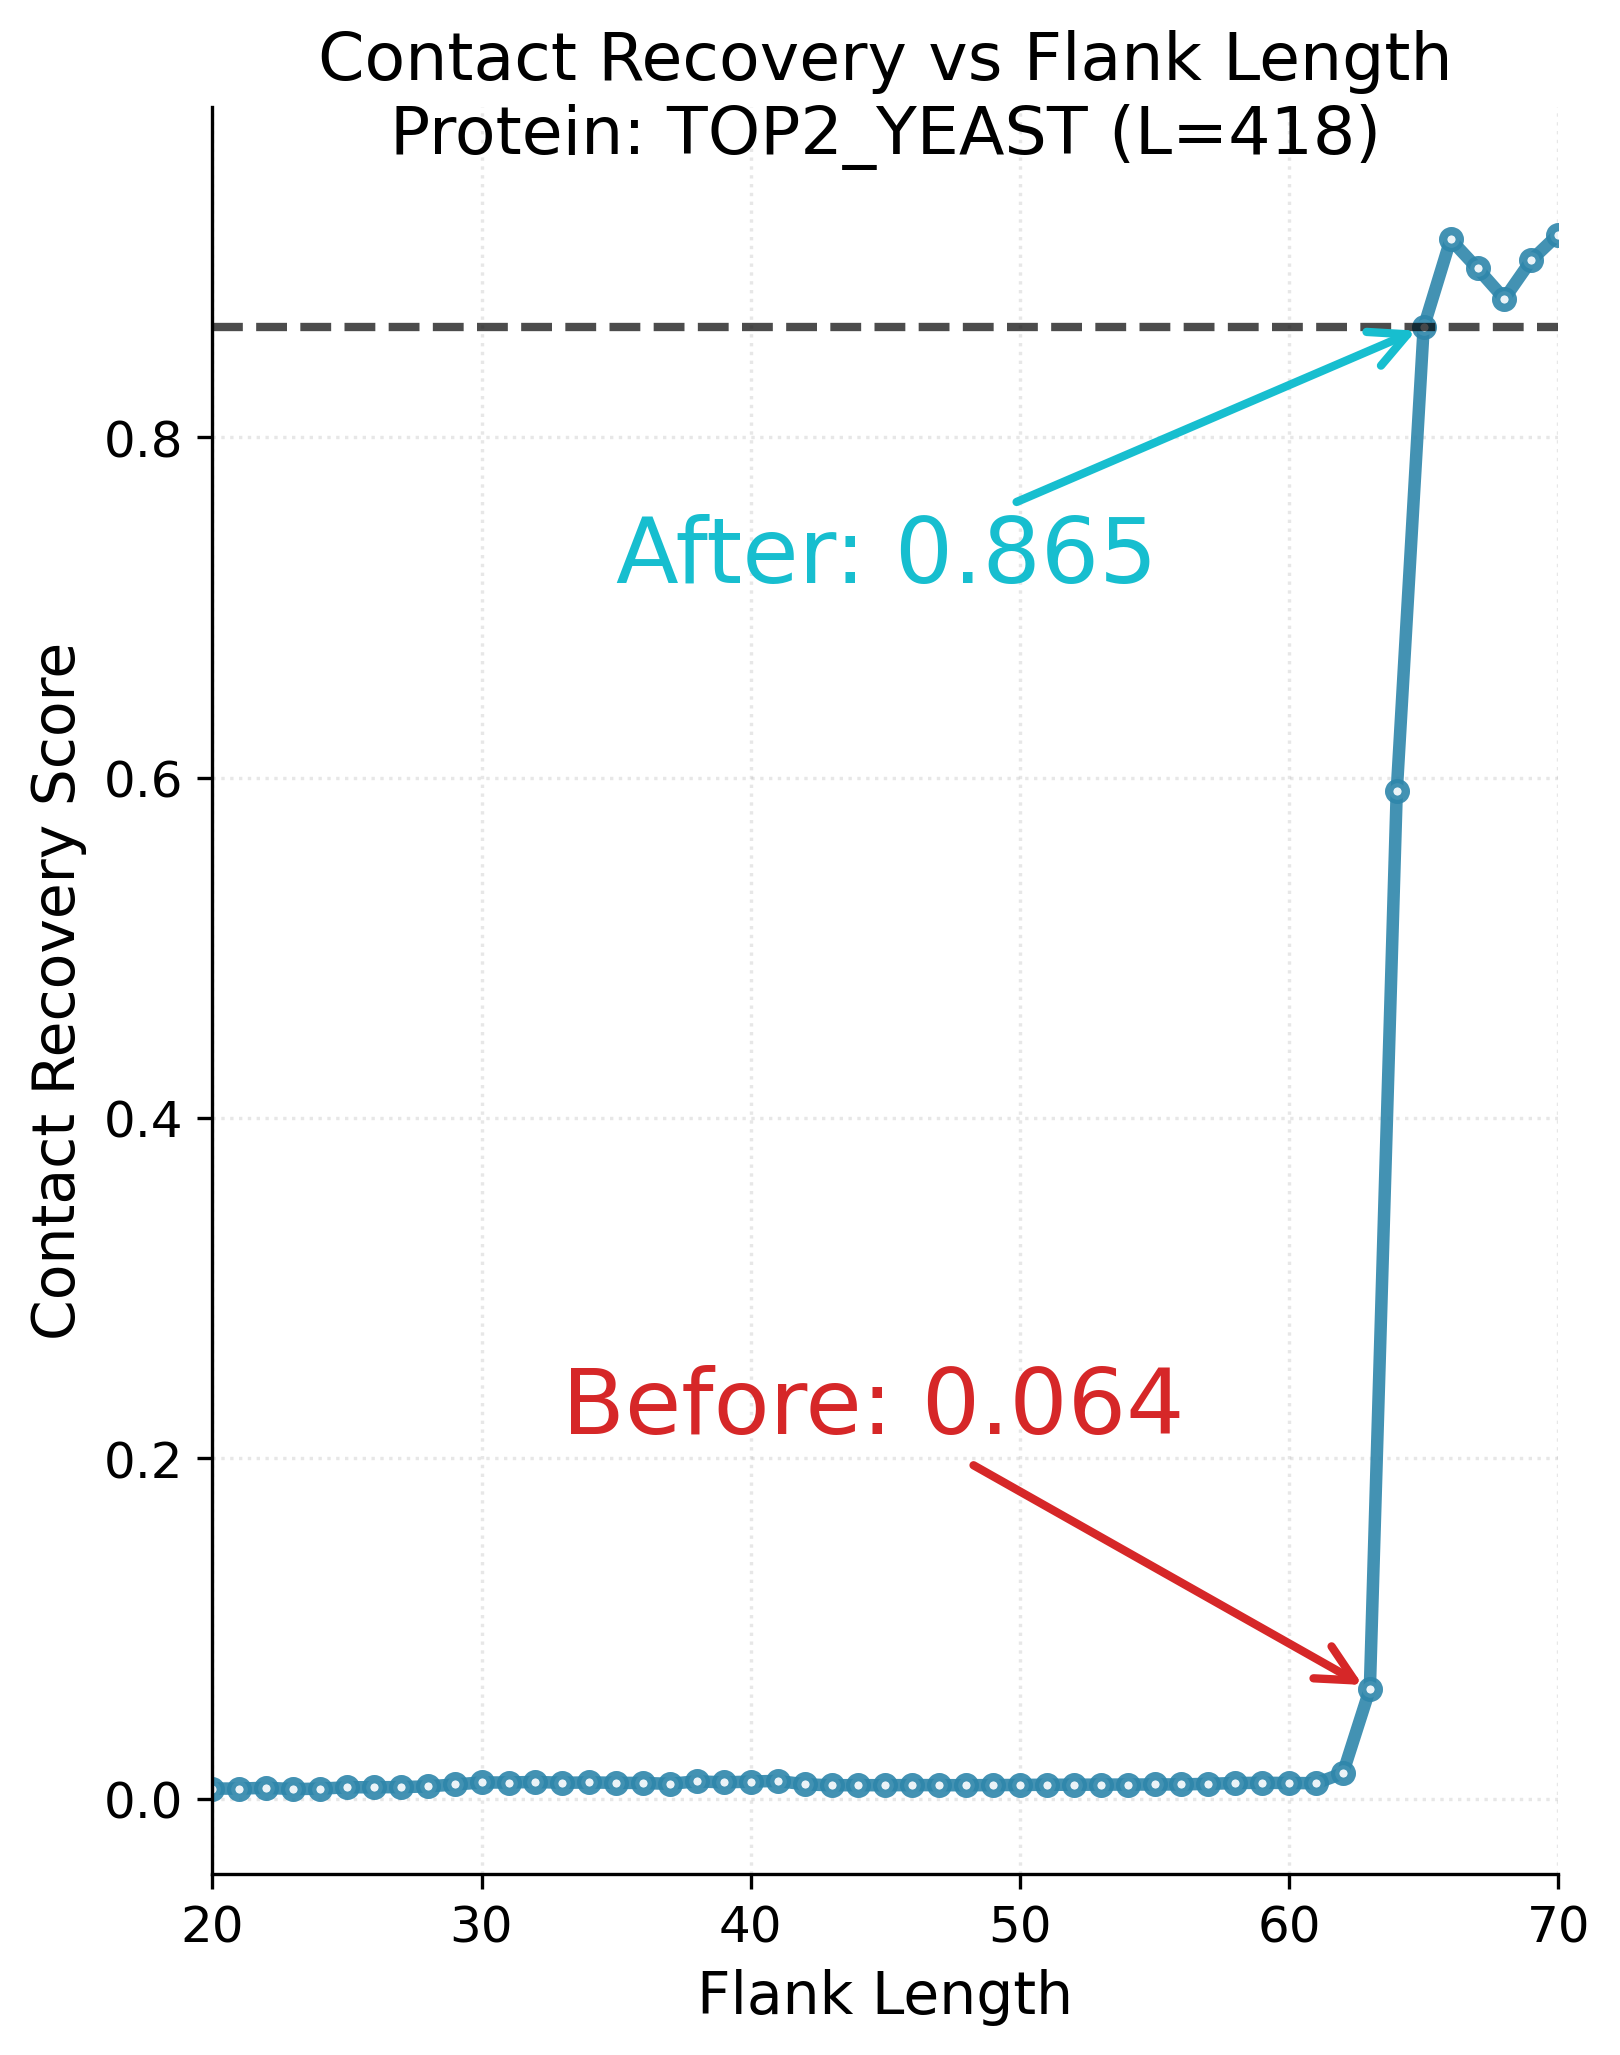 Contact Recovery vs Flank Length
Protein: TOP2_YEAST (L=418)
After: 0.865
Before: 0.064
Contact Recovery Score
0.8
0.6
0.4
0.2
0.0
20 30 40 50 60 70
Flank Length